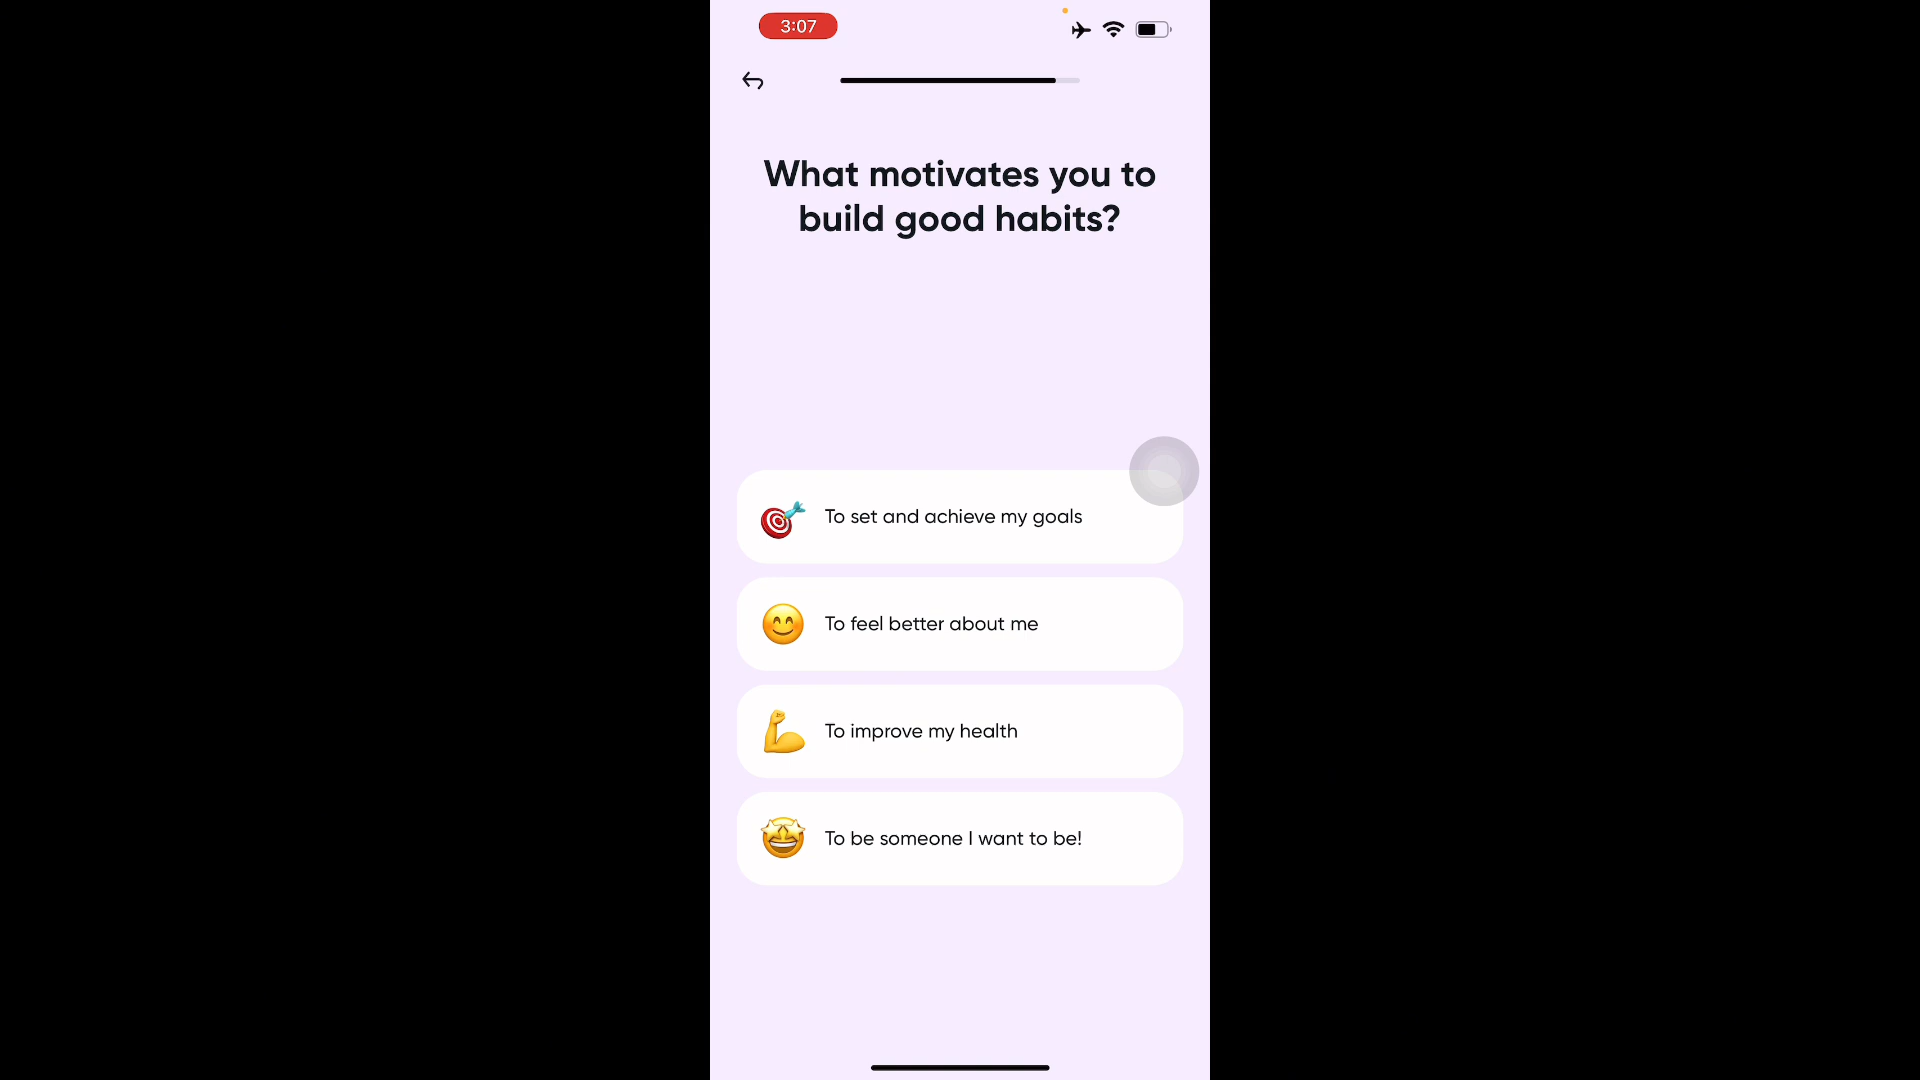 3:07
What motivates you to
build good habits?
To set and achieve my goals
To feel better about me
To improve my health
To be someone I want to be!